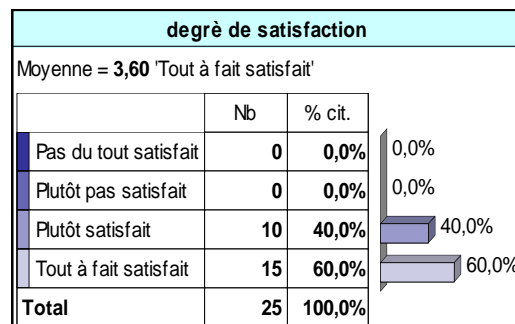 degrè de satisfaction
Moyenne = 3,60 'Tout à fait satisfait'
Nb % cit.
Pas du tout satisfait 0 0,0% 0,0%
Plutôt pas satisfait 0 0,0% 0,0%
Plutôt satisfait 10 40,0% 40,0%
Tout à fait satisfait 15 60,0% 60,0%
Total 25 100,0%